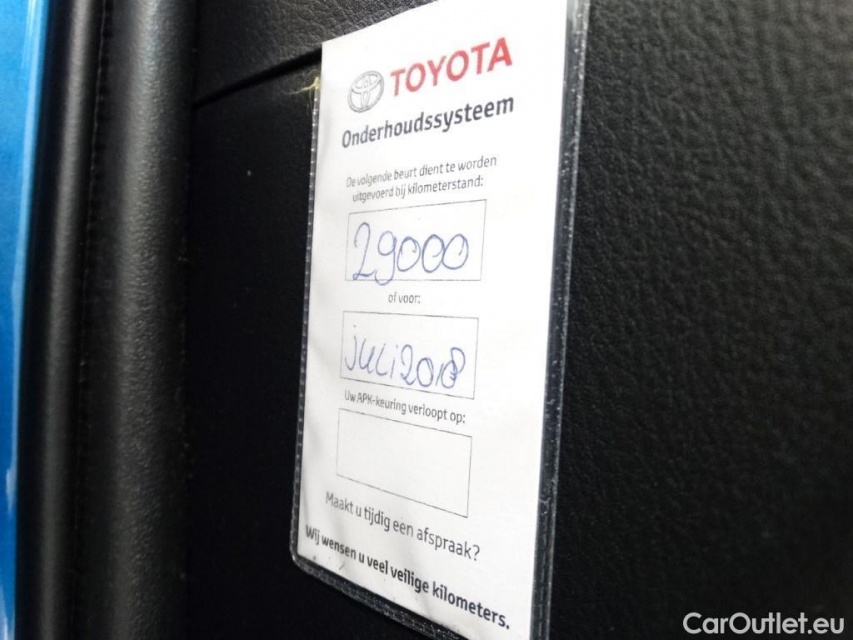 TOYOTA
Onderhoudssysteem
De volgende beurt dient te worden
uitgevoerd bij kilometerstand:
29000
of voor:
juli 2018
Uw APK-keuring verloopt op:
Maakt u tijdig een afspraak?
Wij wensen u veel veilige kilometers.
CarOutlet.eu